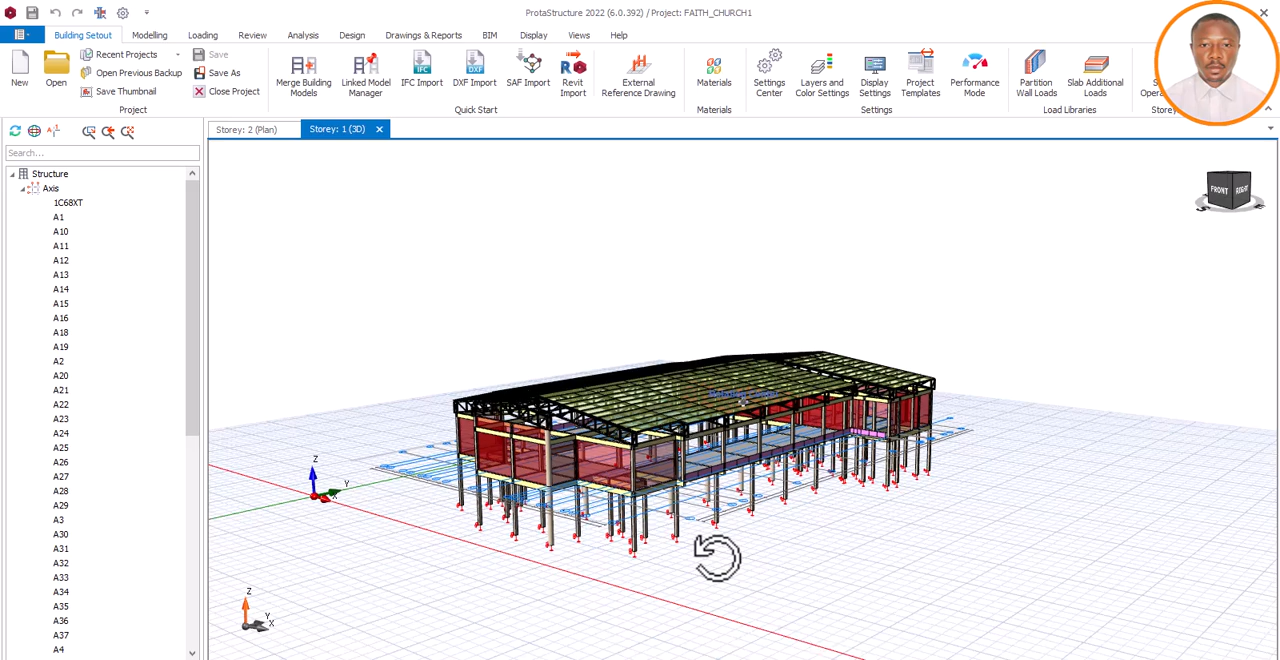 ProtaStructure 2022 (6.0.392) / Project: FAITH_CHURCH1
Building Setout Modelling Loading Review Analysis Design Drawings & Reports BIM Display Views Help
New
Open
Recent Projects
Open Previous Backup
Save Thumbnail
Save
Save As
Close Project
Project
Merge Building Models
Linked Model Manager
IFC Import
DXF Import
SAF Import
Revit Import
External Reference Drawing
Quick Start
Materials
Materials
Settings Center
Layers and Color Settings
Display Settings
Project Templates
Performance Mode
Settings
Partition Wall Loads
Slab Additional Loads
Load Libraries
Storey: 2 (Plan)
Storey: 1 (3D)
Search...
Structure
Axis
1C68XT
A1
A10
A11
A12
A13
A14
A15
A16
A18
A19
A2
A20
A21
A22
A23
A24
A25
A26
A27
A28
A29
A3
A30
A31
A32
A33
A34
A35
A36
A37
A4
FRONT
RIGHT
S
E
Z
Y
Z
Y
X